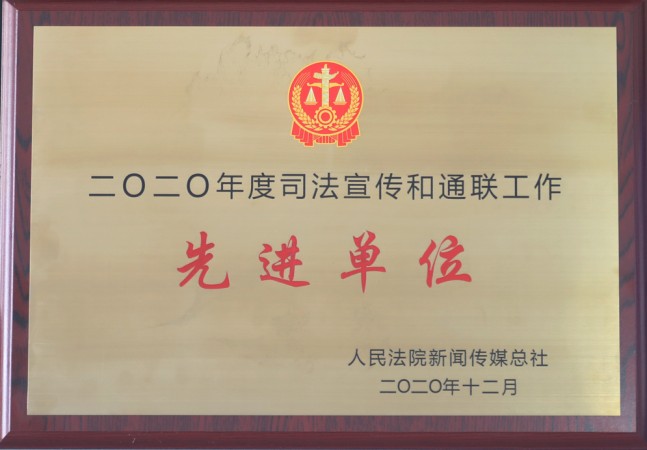 二〇二〇年度司法宣传和通联工作
先进单位
人民法院新闻传媒总社
二〇二〇年十二月